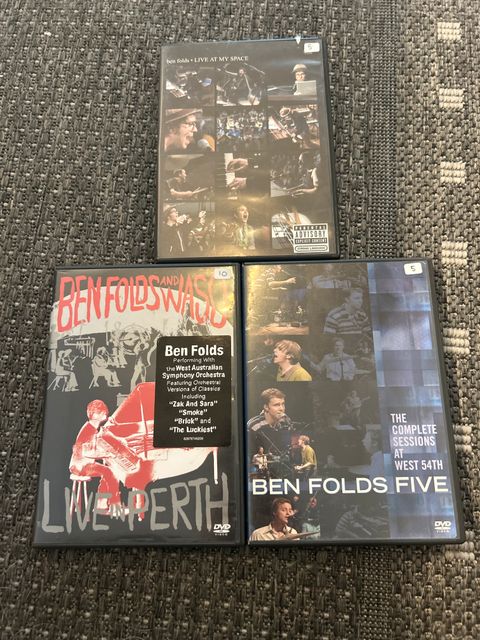 5
ben folds • LIVE AT MY SPACE
PARENTAL
ADVISORY
EXPLICIT CONTENT
BEN FOLDS AND WASO
10
Ben Folds
Performing With
the West Australian
Symphony Orchestra
Featuring Orchestral
Versions of Classics
Including
"Zak And Sara"
"Smoke"
"Brick" and
"The Luckiest"
LIVE IN PERTH
DVD
VIDEO
5
THE
COMPLETE
SESSIONS
AT
WEST 54TH
BEN FOLDS FIVE
DVD
VIDEO